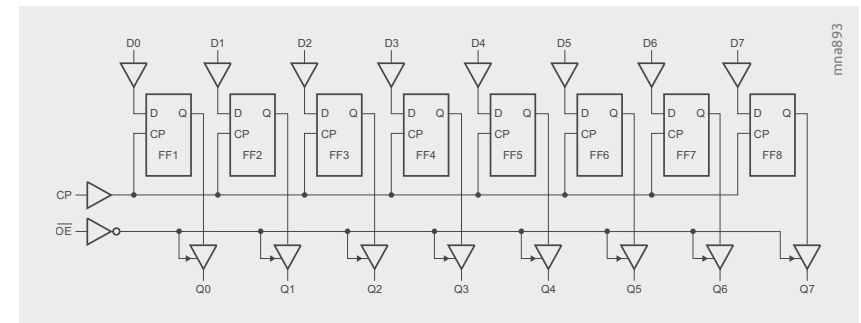 mna893
D0 D1 D2 D3 D4 D5 D6 D7
D Q D Q D Q D Q D Q D Q D Q D Q
CP CP CP CP CP CP CP CP
FF1 FF2 FF3 FF4 FF5 FF6 FF7 FF8
CP
OE
Q0 Q1 Q2 Q3 Q4 Q5 Q6 Q7